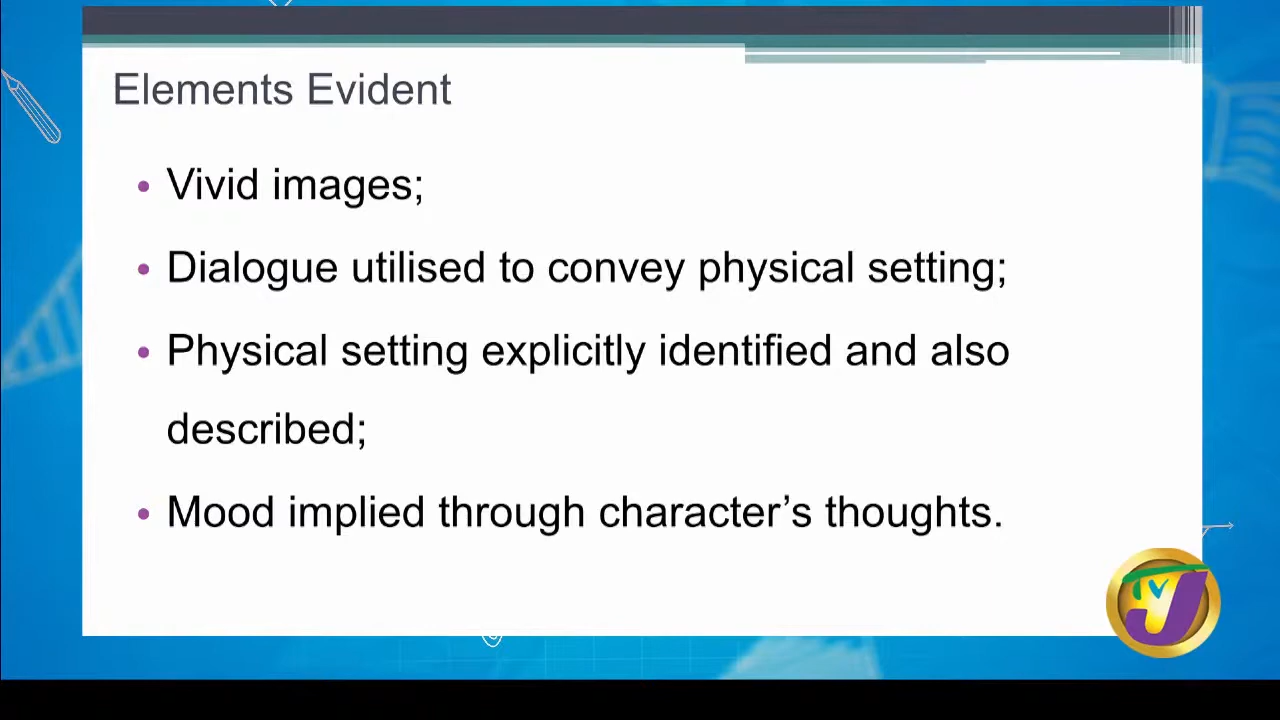 Elements Evident
• Vivid images;
• Dialogue utilised to convey physical setting;
• Physical setting explicitly identified and also
described;
• Mood implied through character’s thoughts.
TVJ